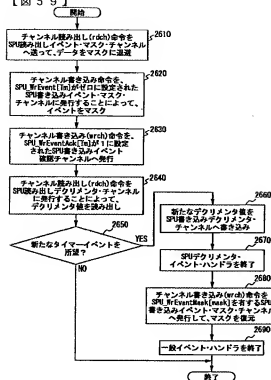 【図59】
開始
2610
チャンネル読み出し(rdch)命令を
SPU読み出しイベント・マスク・チャンネル
へ送って、データをマスクに退避
2620
チャンネル書き込み命令を、
SPU_WrEvent[Tm]がゼロに設定された
SPU書き込みイベント・マスク・
チャンネルに発行することによって、
イベントをマスク
2630
チャンネル書き込み(wrch)命令を、
SPU_WrEventAck[Tm]が1に設定
されたSPU書き込みイベント
確認チャンネルへ発行
2640
チャンネル読み出し(rdch)命令を
SPU読み出しデクリメンタ・チャンネル
に発行することによって、
デクリメンタ値を読み出し
2650
新たなタイマーイベントを
所望?
YES
NO
2660
新たなデクリメンタ値を
SPU書き込みデクリメンタ・
チャンネルへ書き込み
2670
SPUデクリメンタ・
イベント・ハンドラを終了
2680
チャンネル書き込み(wrch)命令を
SPU_WrEventMask[mask]を有するSPU
書き込みイベント・マスク・チャンネル
へ発行して、マスクを復元
2690
一般イベント・ハンドラを終了
終了